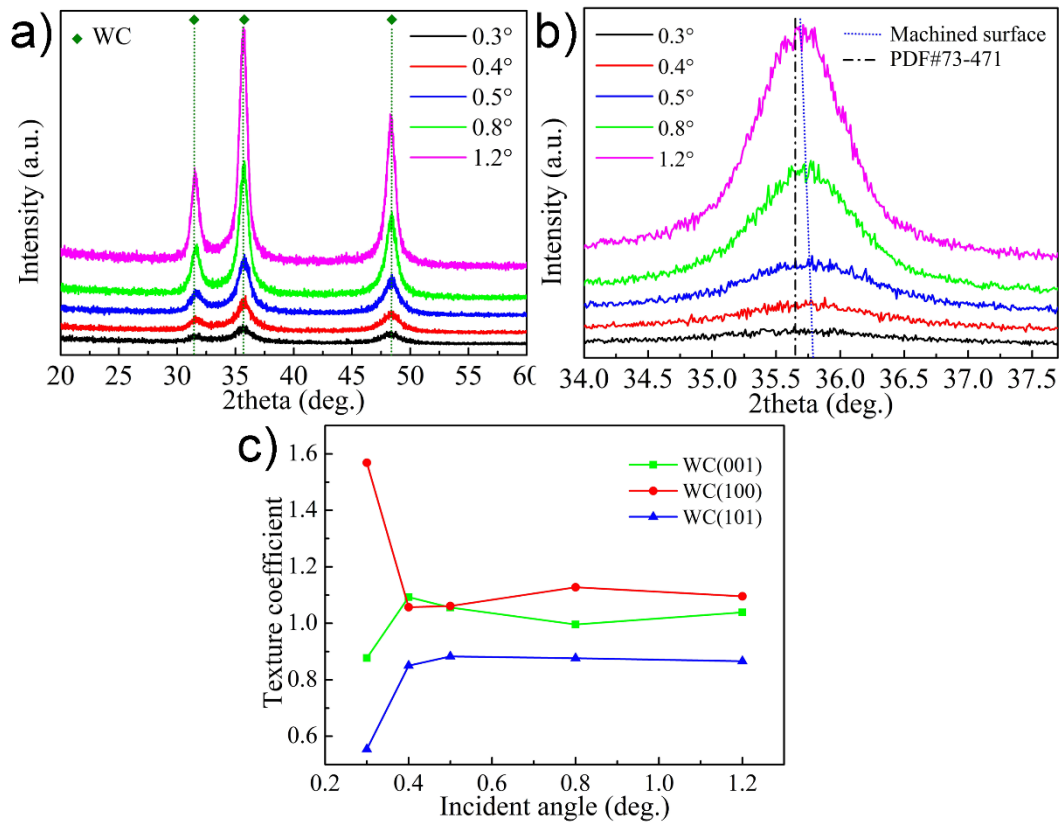 a)
◆ WC
0.3°
0.4°
0.5°
0.8°
1.2°
Intensity (a.u.)
20 25 30 35 40 45 50 55 60
2theta (deg.)
b)
0.3°
0.4°
0.5°
0.8°
1.2°
Machined surface
PDF#73-471
Intensity (a.u.)
34.0 34.5 35.0 35.5 36.0 36.5 37.0 37.5
2theta (deg.)
c)
WC(001)
WC(100)
WC(101)
Texture coefficient
1.6
1.4
1.2
1.0
0.8
0.6
0.2 0.4 0.6 0.8 1.0 1.2
Incident angle (deg.)